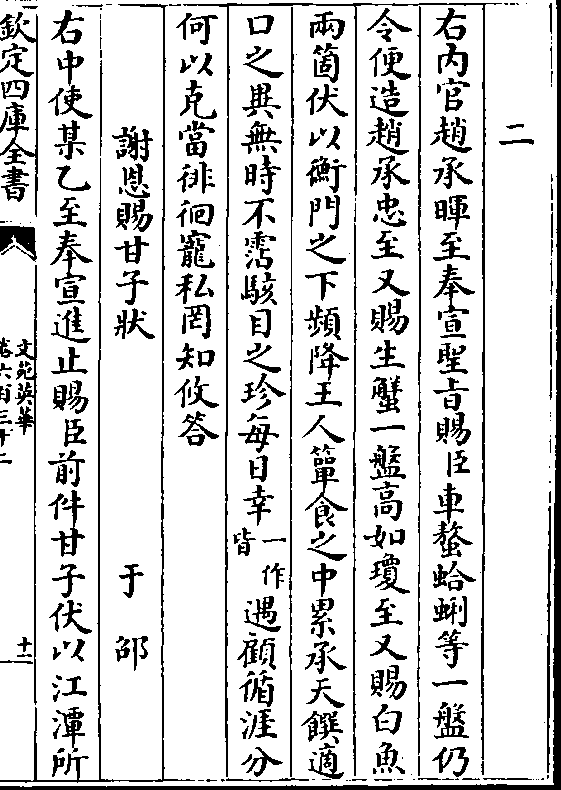 二
右内官趙承暉至奉宣聖旨賜臣車螯蛤蜊等一盤仍
令便造趙承忠至又賜生蟹一盤高如瓊至又賜白魚
兩箇伏以衡門之下頻降王人簞食之中累承天饌適
口之異無時不霑駭目之珍每日幸一作皆遇顧循涯分
何以克當徘徊寵私罔知攸答
謝恩賜甘子狀 于邵
右中使某乙至奉宣進止賜臣前件甘子伏以江潭所
欽定四庫全書
文苑英華
卷六百三十二
十二